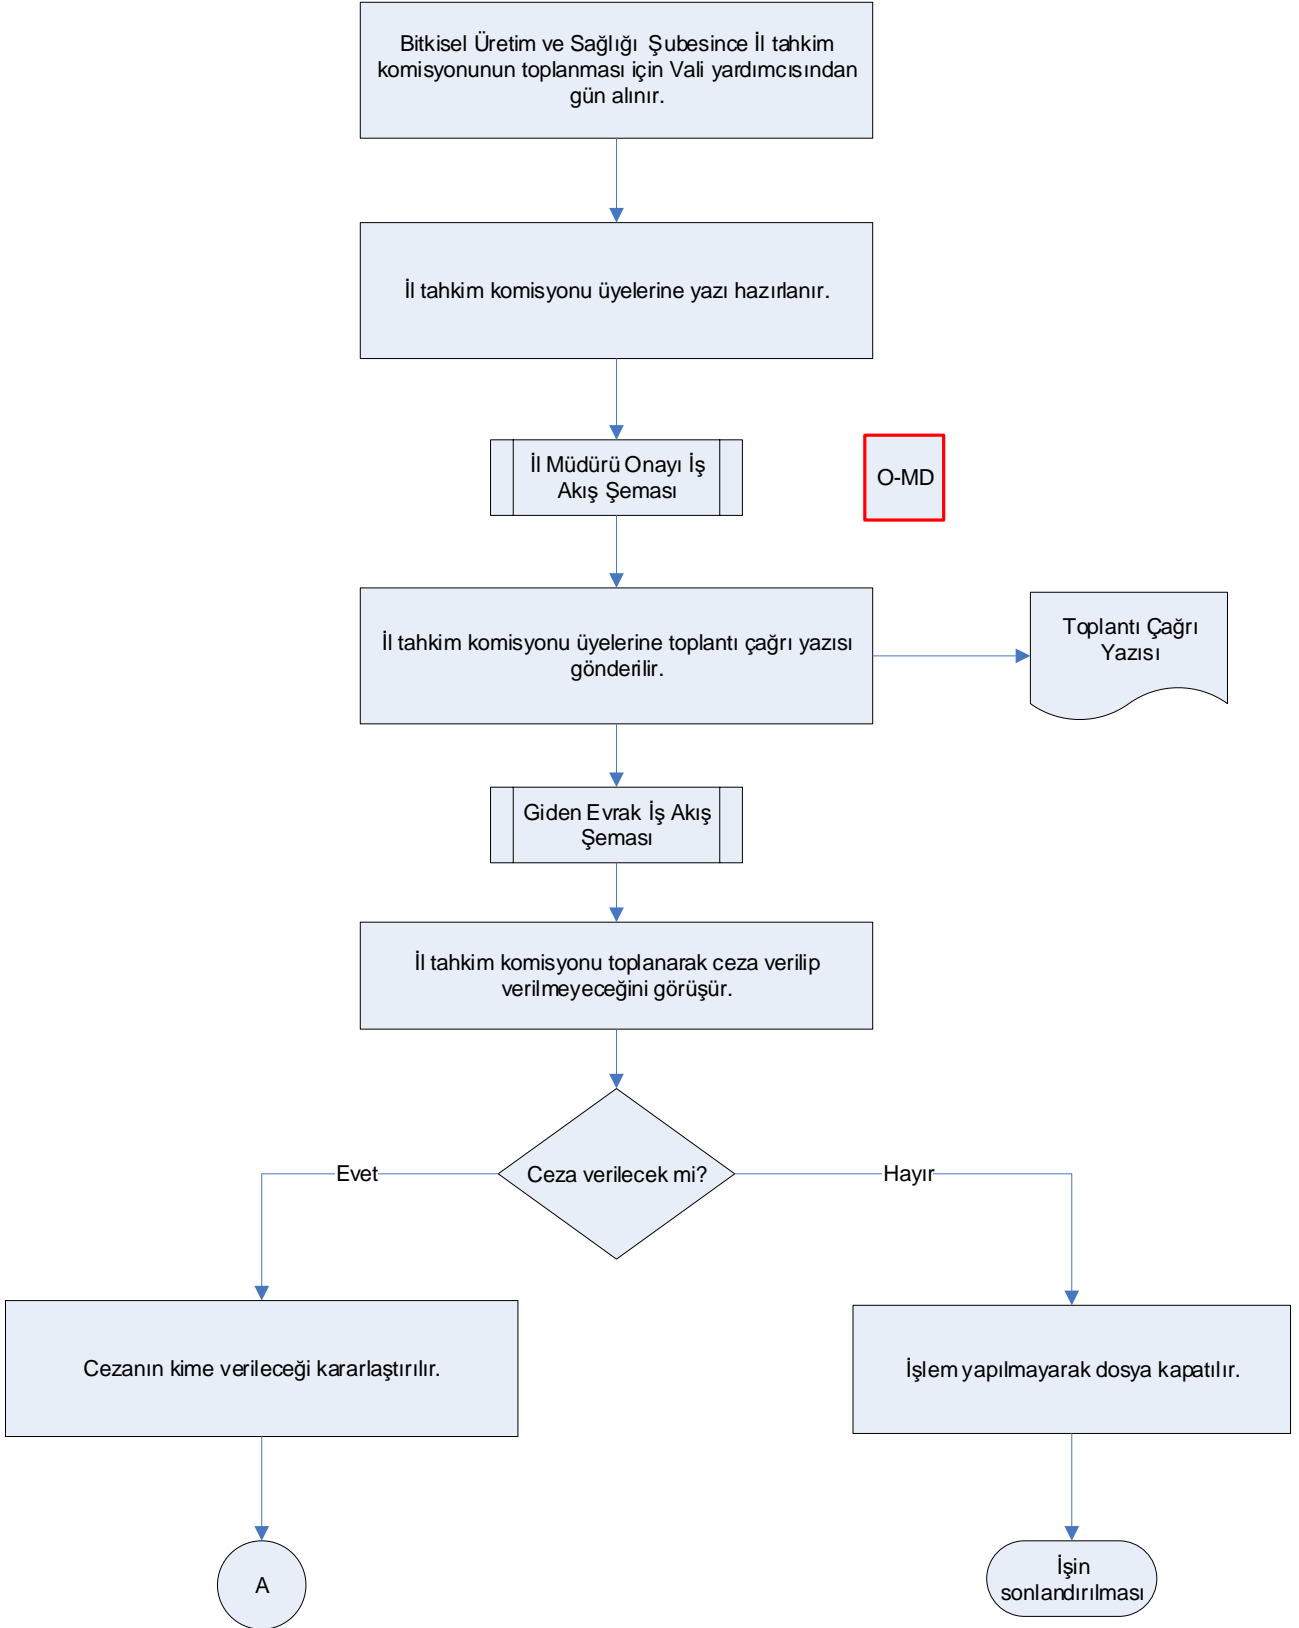 Bitkisel Üretim ve Sağlığı Şubesince İl tahkim
komisyonunun toplanması için Vali yardımcısından
gün alınır.
İl tahkim komisyonu üyelerine yazı hazırlanır.
İl Müdürü Onayı İş
Akış Şeması
O-MD
İl tahkim komisyonu üyelerine toplantı çağrı yazısı
gönderilir.
Toplantı Çağrı
Yazısı
Giden Evrak İş Akış
Şeması
İl tahkim komisyonu toplanarak ceza verilip
verilmeyeceğini görüşür.
Ceza verilecek mi?
Evet
Hayır
Cezanın kime verileceği kararlaştırılır.
İşlem yapılmayarak dosya kapatılır.
A
İşin
sonlandırılması